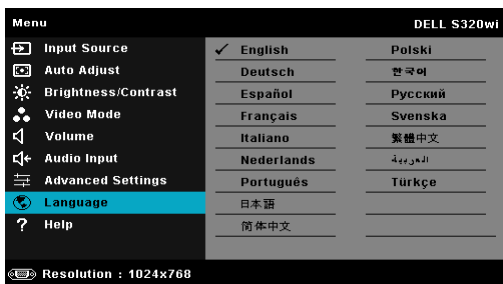 Menu
DELL S320wi
Input Source
Auto Adjust
Brightness/Contrast
Video Mode
Volume
Audio Input
Advanced Settings
Language
Help
✓ English
Deutsch
Español
Français
Italiano
Nederlands
Português
日本語
简体中文
Polski
한국어
Русский
Svenska
繁體中文
العربية
Türkçe
Resolution : 1024x768